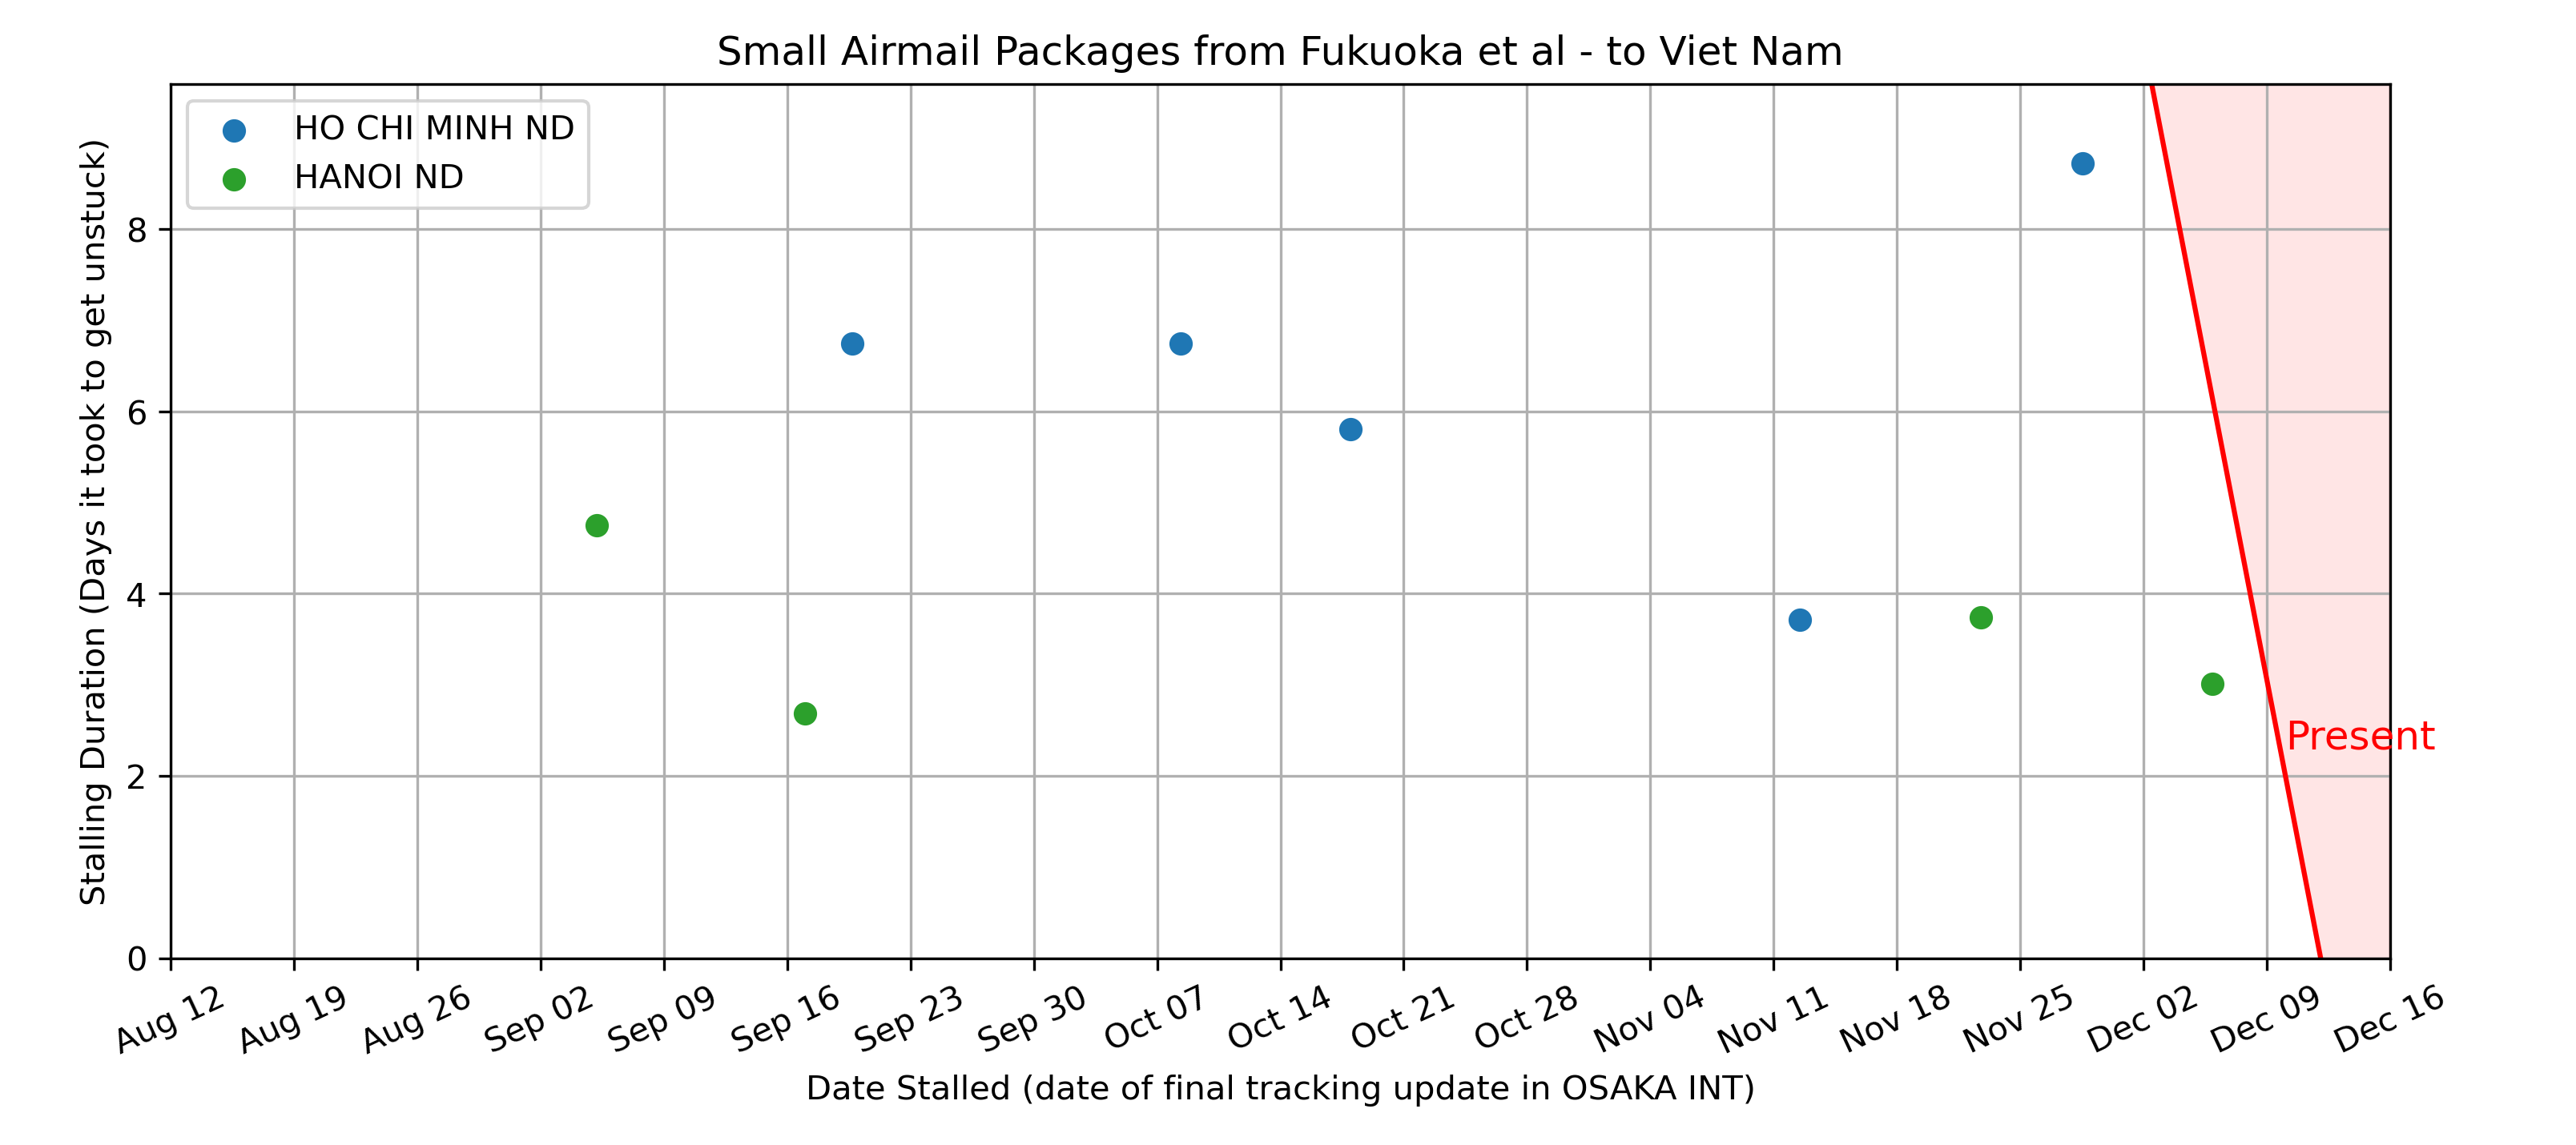 Small Airmail Packages from Fukuoka et al - to Viet Nam
HO CHI MINH ND
HANOI ND
Stalling Duration (Days it took to get unstuck)
8
6
4
2
0
Present
Aug 12
Aug 19
Aug 26
Sep 02
Sep 09
Sep 16
Sep 23
Sep 30
Oct 07
Oct 14
Oct 21
Oct 28
Nov 04
Nov 11
Nov 18
Nov 25
Dec 02
Dec 09
Dec 16
Date Stalled (date of final tracking update in OSAKA INT)